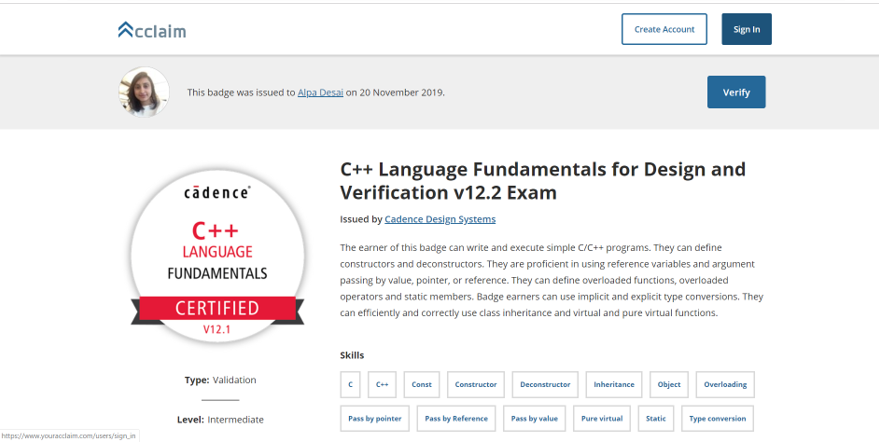 Acclaim
Create Account
Sign In
This badge was issued to Alpa Desai on 20 November 2019.
Verify
cādence®
C++
LANGUAGE
FUNDAMENTALS
CERTIFIED
V12.1
Type: Validation
Level: Intermediate
C++ Language Fundamentals for Design and
Verification v12.2 Exam
Issued by Cadence Design Systems
The earner of this badge can write and execute simple C/C++ programs. They can define
constructors and deconstructors. They are proficient in using reference variables and argument
passing by value, pointer, or reference. They can define overloaded functions, overloaded
operators and static members. Badge earners can use implicit and explicit type conversions. They
can efficiently and correctly use class inheritance and virtual and pure virtual functions.
Skills
C C++ Const Constructor Deconstructor Inheritance Object Overloading
Pass by pointer Pass by Reference Pass by value Pure virtual Static Type conversion
https://www.youracclaim.com/users/sign_in